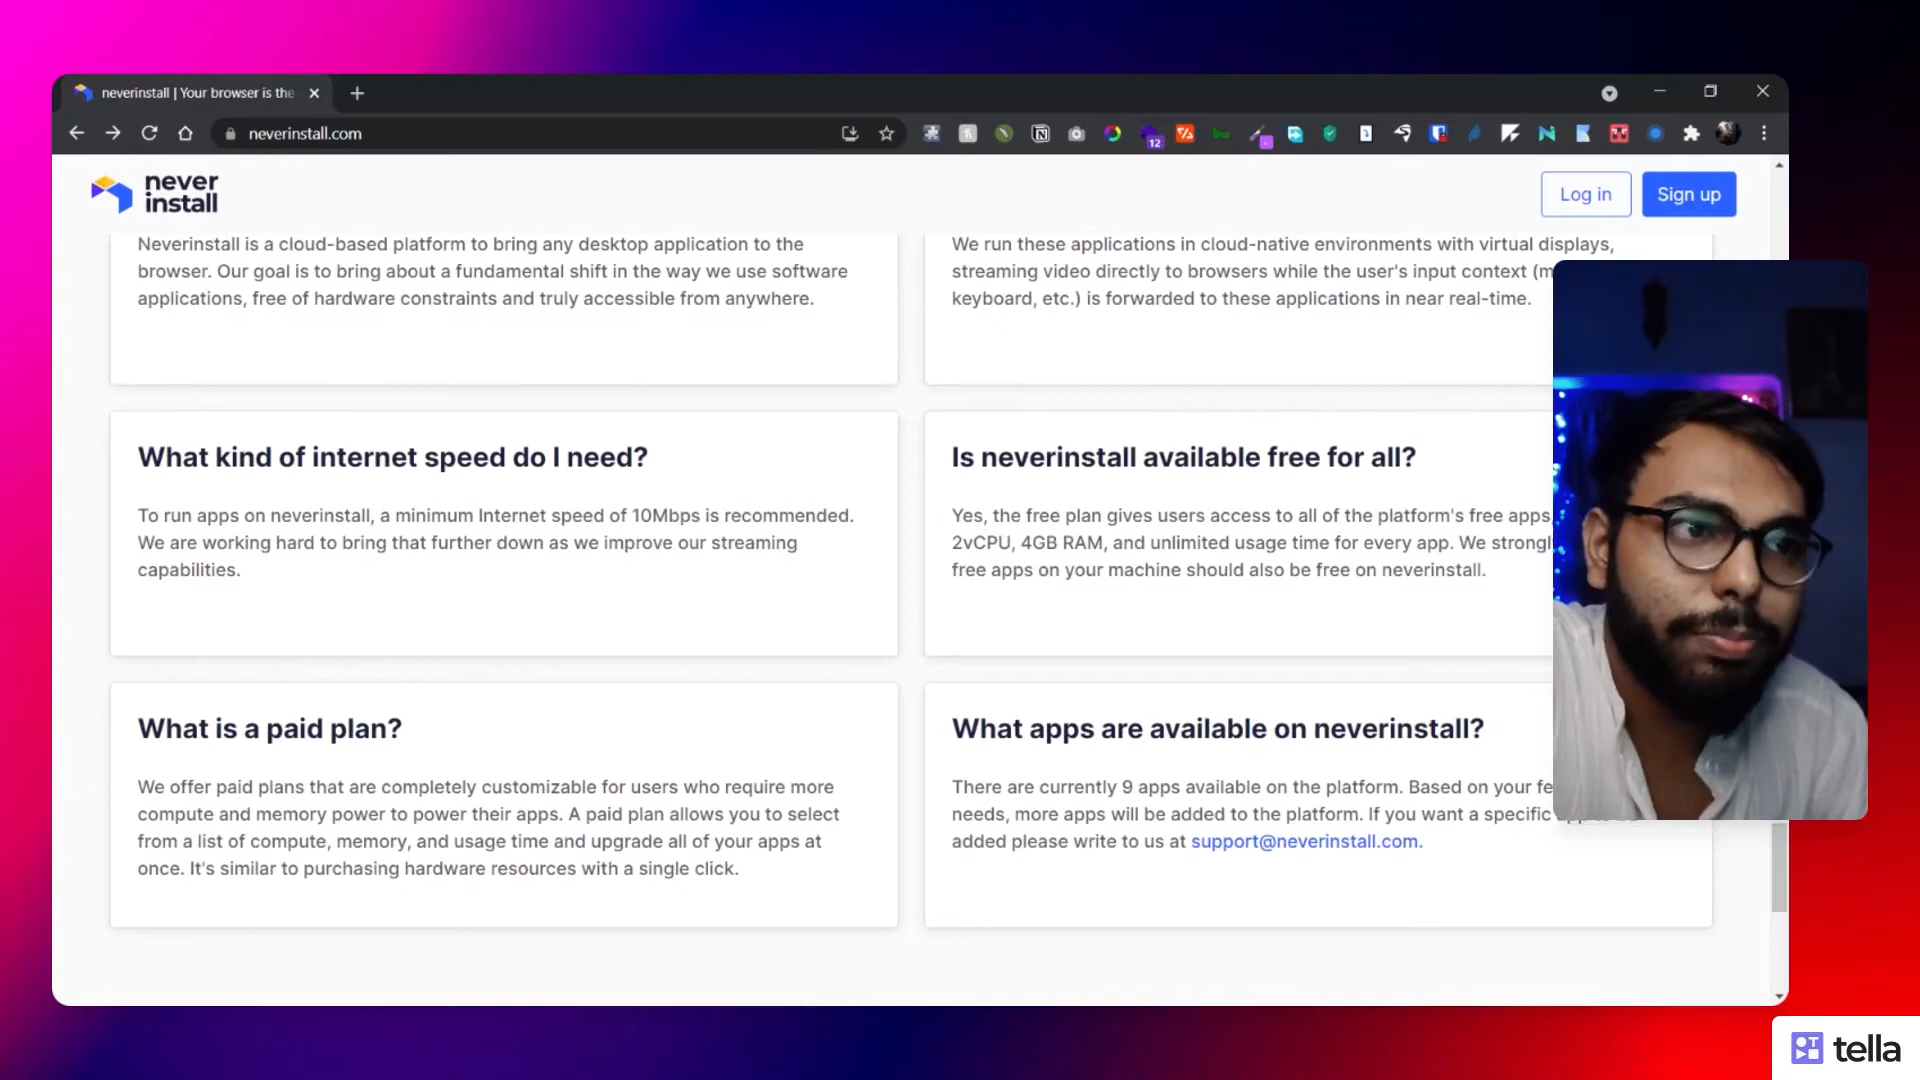 neverinstall | Your browser is the
neverinstall.com
12
never
install
Log in
Sign up
Neverinstall is a cloud-based platform to bring any desktop application to the
browser. Our goal is to bring about a fundamental shift in the way we use software
applications, free of hardware constraints and truly accessible from anywhere.
We run these applications in cloud-native environments with virtual displays,
streaming video directly to browsers while the user's input context (m
keyboard, etc.) is forwarded to these applications in near real-time.
What kind of internet speed do I need?
To run apps on neverinstall, a minimum Internet speed of 10Mbps is recommended.
We are working hard to bring that further down as we improve our streaming
capabilities.
Is neverinstall available free for all?
Yes, the free plan gives users access to all of the platform's free apps,
2vCPU, 4GB RAM, and unlimited usage time for every app. We strongl
free apps on your machine should also be free on neverinstall.
What is a paid plan?
We offer paid plans that are completely customizable for users who require more
compute and memory power to power their apps. A paid plan allows you to select
from a list of compute, memory, and usage time and upgrade all of your apps at
once. It's similar to purchasing hardware resources with a single click.
What apps are available on neverinstall?
There are currently 9 apps available on the platform. Based on your fe
needs, more apps will be added to the platform. If you want a specific
added please write to us at support@neverinstall.com.
tella